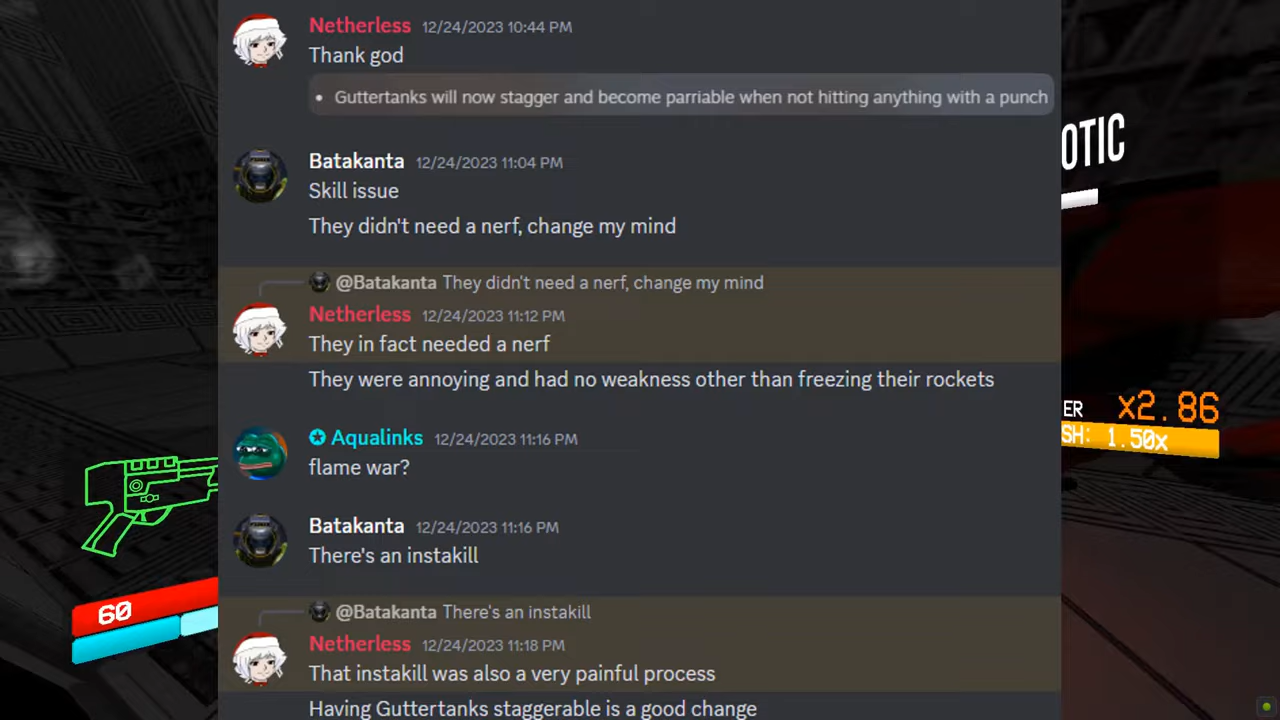 Netherless 12/24/2023 10:44 PM
Thank god
• Guttertanks will now stagger and become parriable when not hitting anything with a punch
OTIC
Batakanta 12/24/2023 11:04 PM
Skill issue
They didn't need a nerf, change my mind
@Batakanta They didn't need a nerf, change my mind
Netherless 12/24/2023 11:12 PM
They in fact needed a nerf
They were annoying and had no weakness other than freezing their rockets
ER x2.86
SH: 1.50x
Aqualinks 12/24/2023 11:16 PM
flame war?
Batakanta 12/24/2023 11:16 PM
There's an instakill
@Batakanta There's an instakill
60
Netherless 12/24/2023 11:18 PM
That instakill was also a very painful process
Having Guttertanks staggerable is a good change